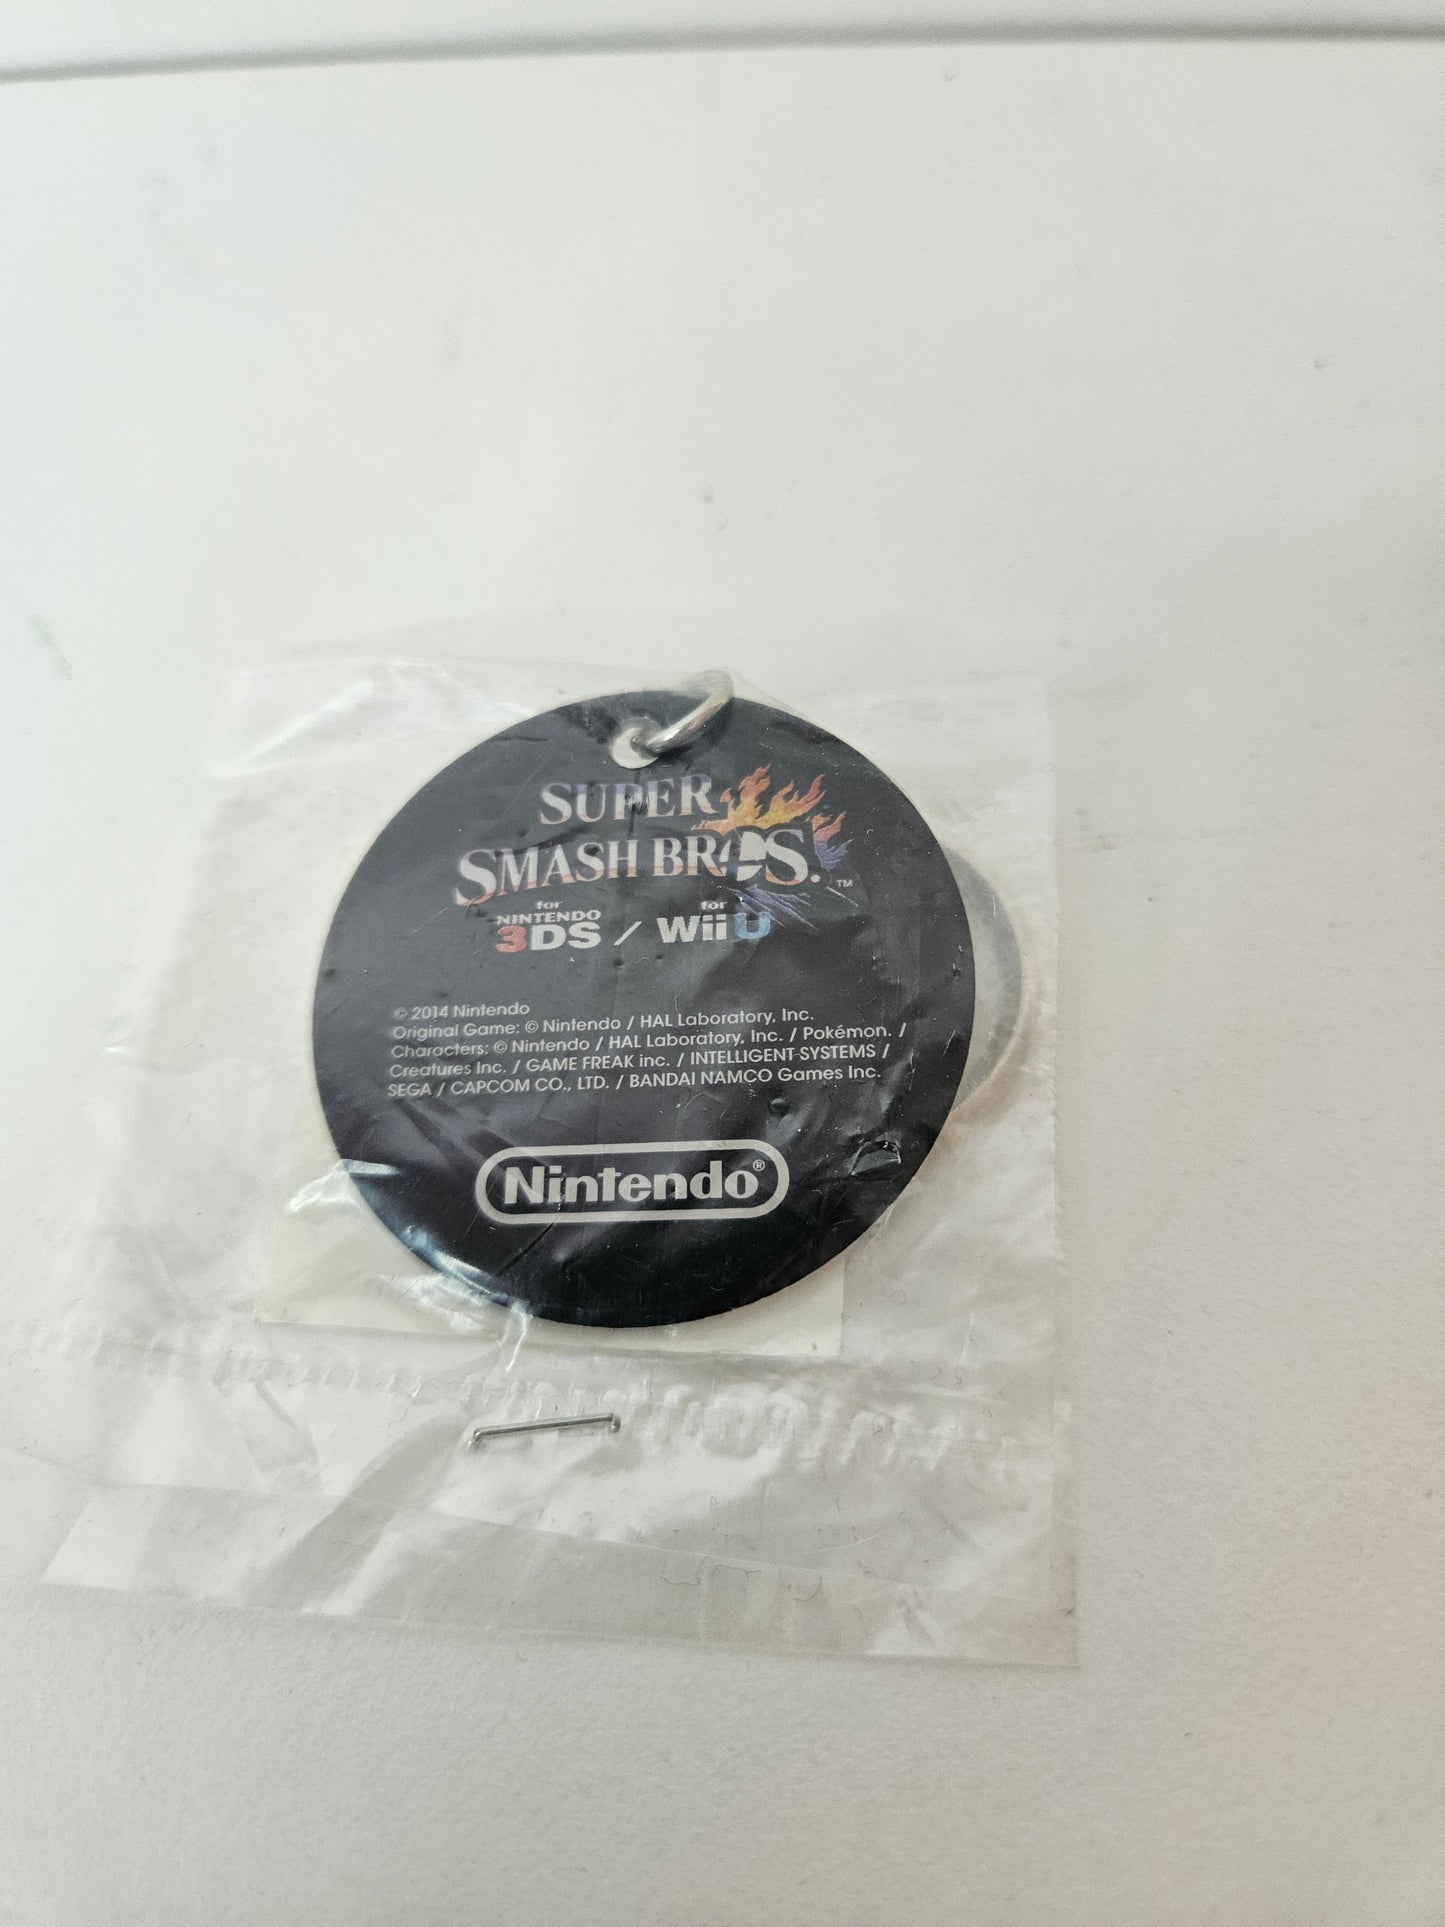 SUPER
SMASH BROS.™
for for
NINTENDO
3DS / Wii U
© 2014 Nintendo
Original Game: © Nintendo / HAL Laboratory, Inc.
Characters: © Nintendo / HAL Laboratory, Inc. / Pokémon. /
Creatures Inc. / GAME FREAK inc. / INTELLIGENT SYSTEMS /
SEGA / CAPCOM CO., LTD. / BANDAI NAMCO Games Inc.
Nintendo®